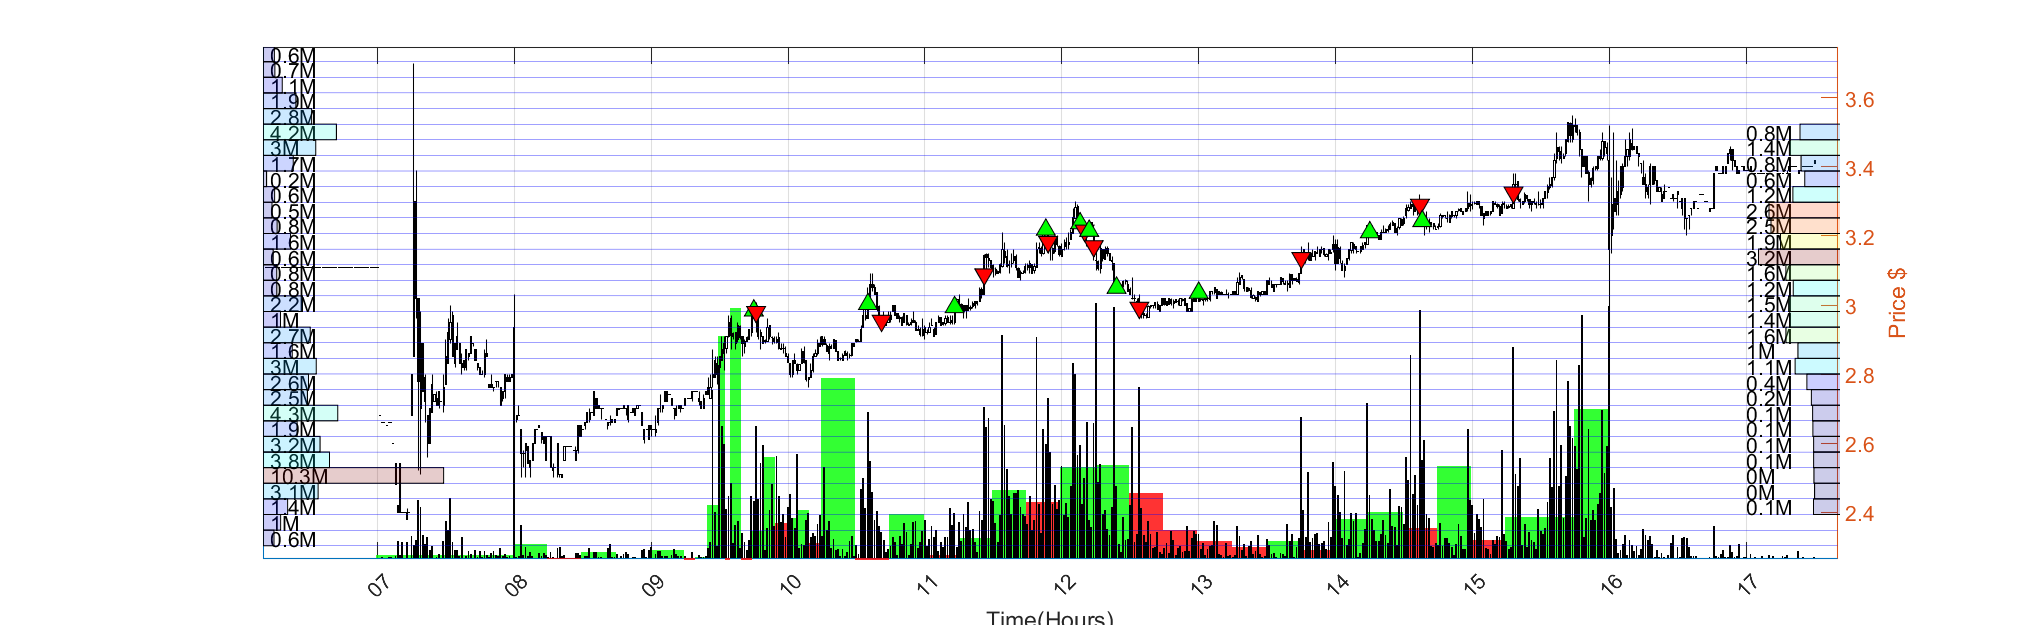 0.6M
0.7M
1.1M
1.9M
2.8M
4.2M
3M
1.7M
0.2M
0.6M
0.5M
0.8M
1.6M
0.6M
0.8M
0.8M
2.2M
1M
2.7M
1.6M
3M
2.6M
2.5M
4.3M
1.9M
3.2M
3.8M
10.3M
3.1M
1.4M
1M
0.6M
0.8M
1.4M
0.8M
0.6M
1.2M
2.6M
2.5M
1.9M
3.2M
1.6M
1.2M
1.5M
1.4M
1.6M
1M
1.1M
0.4M
0.2M
0.1M
0.1M
0.1M
0.1M
0M
0M
0.1M
3.6
3.4
3.2
3
2.8
2.6
2.4
Price $
07
08
09
10
11
12
13
14
15
16
17
Time(Hours)